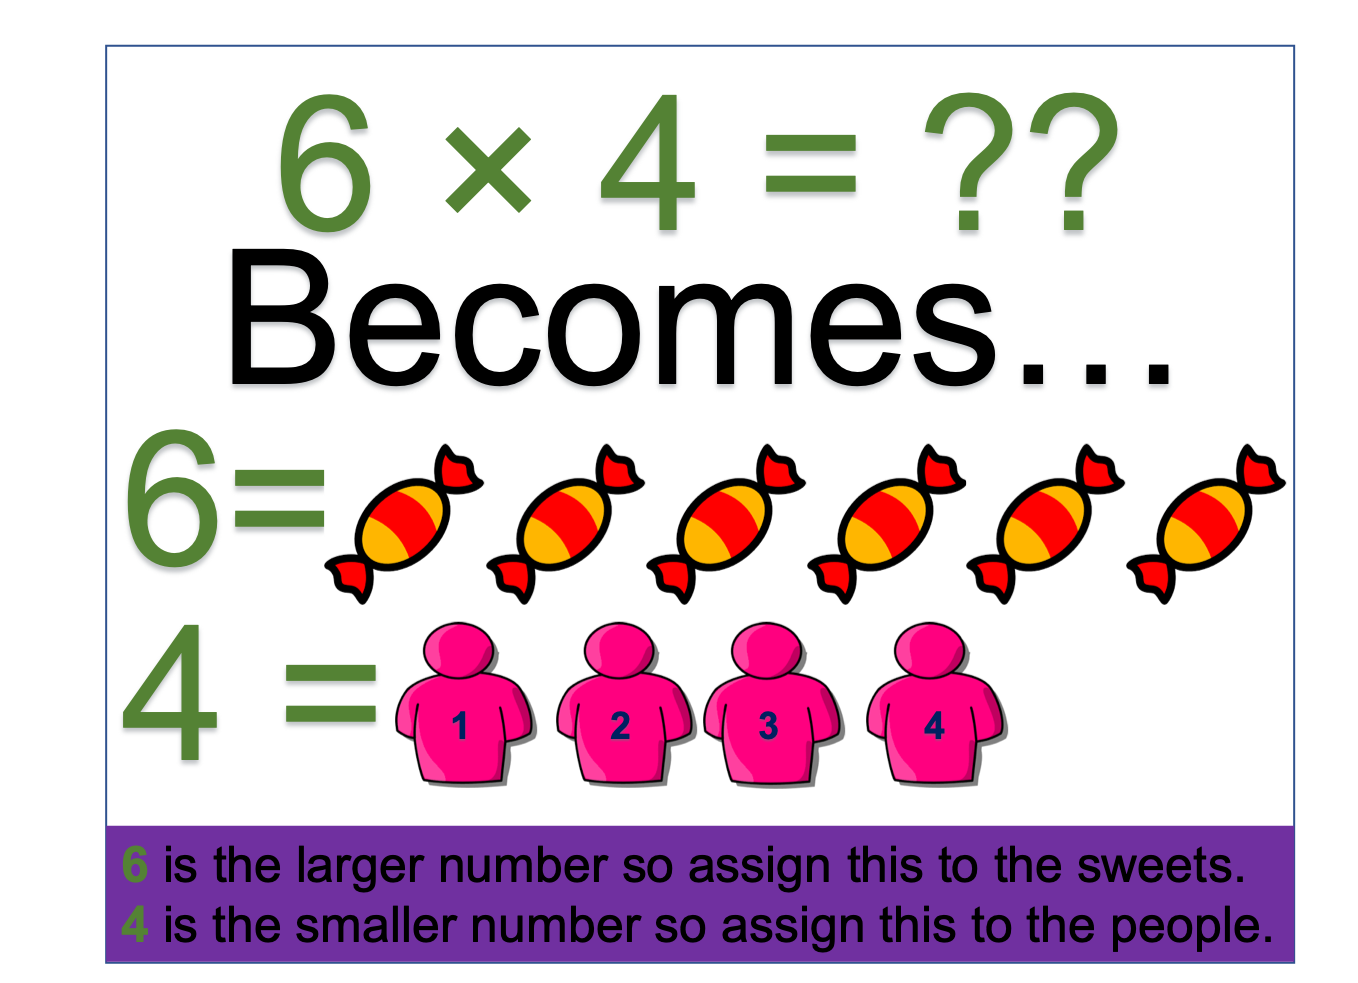 6 × 4 = ??
Becomes…
6=
4 =
1 2 3 4
6 is the larger number so assign this to the sweets.
4 is the smaller number so assign this to the people.